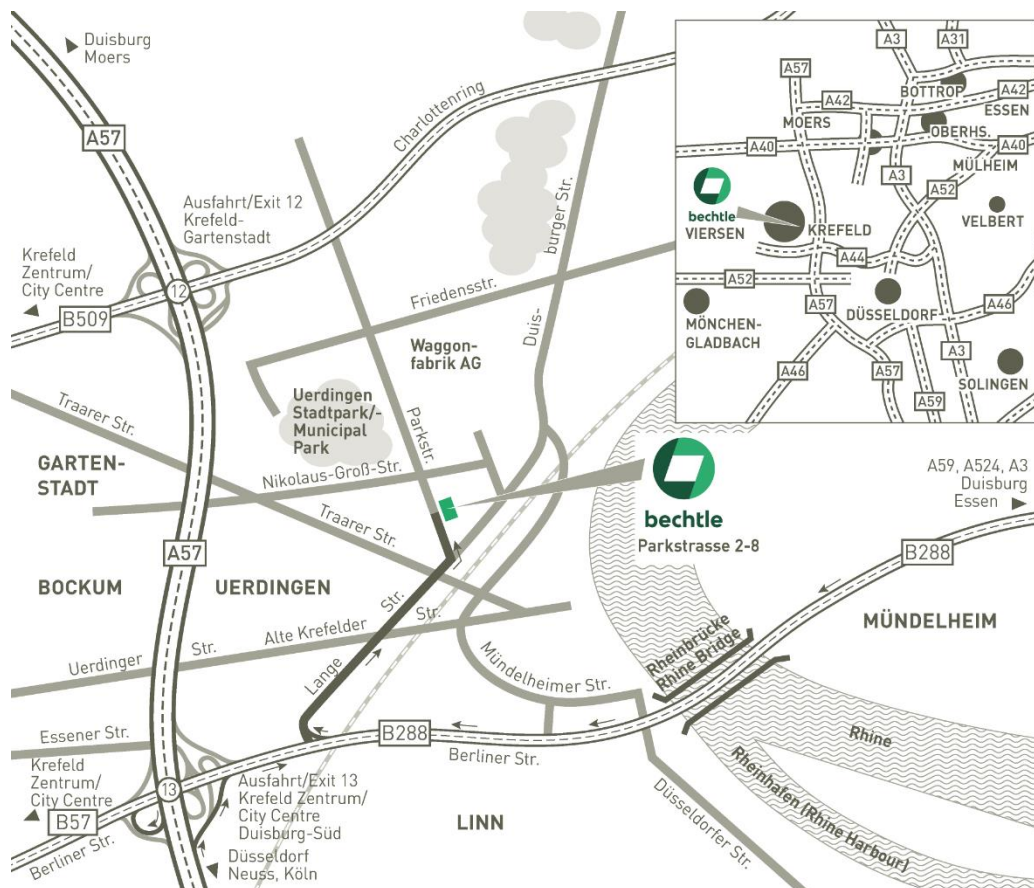 Duisburg
Moers
A57
Charlottenring
Ausfahrt/Exit 12
Krefeld-
Gartenstadt
Krefeld
Zentrum/
City Centre
12
B509
Friedensstr.
Duis-
burger Str.
Waggon-
fabrik AG
Uerdingen
Stadtpark/-
Municipal
Park
Parkstr.
Traarer Str.
GARTEN-
STADT
Nikolaus-Groß-Str.
Traarer Str.
A57
BOCKUM
UERDINGEN
Uerdinger
Str.
Alte Krefelder
Str.
Lange
Str.
Mündelheimer Str.
Essener Str.
Krefeld
Zentrum/
City Centre
B57
Berliner Str.
13
Ausfahrt/Exit 13
Krefeld Zentrum/
City Centre
Duisburg-Süd
Düsseldorf
Neuss, Köln
B288
Berliner Str.
LINN
Düsseldorfer Str.
Rheinbrücke
Rhine Bridge
Rhine
Rheinhafen (Rhine Harbour)
MÜNDELHEIM
B288
A59, A524, A3
Duisburg
Essen
bechtle
Parkstrasse 2-8
A3
A31
A57
BOTTROP
A42
A42
ESSEN
MOERS
OBERHS.
A40
A40
MÜLHEIM
A3
A52
bechtle
VIERSEN
KREFELD
VELBERT
A44
A52
A57
DÜSSELDORF
A46
MÖNCHEN-
GLADBACH
A46
A57
A3
A59
SOLINGEN